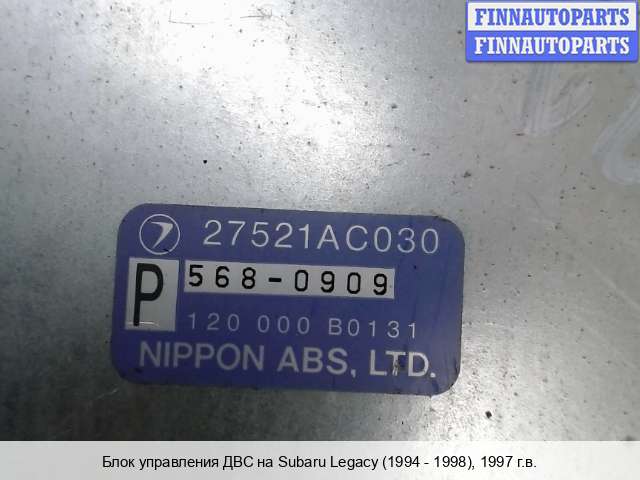 FINNAUTOPARTS
FINNAUTOPARTS
27521AC030
P 568-0909
120 000 B0131
NIPPON ABS, LTD.
Блок управления ДВС на Subaru Legacy (1994 - 1998), 1997 г.в.